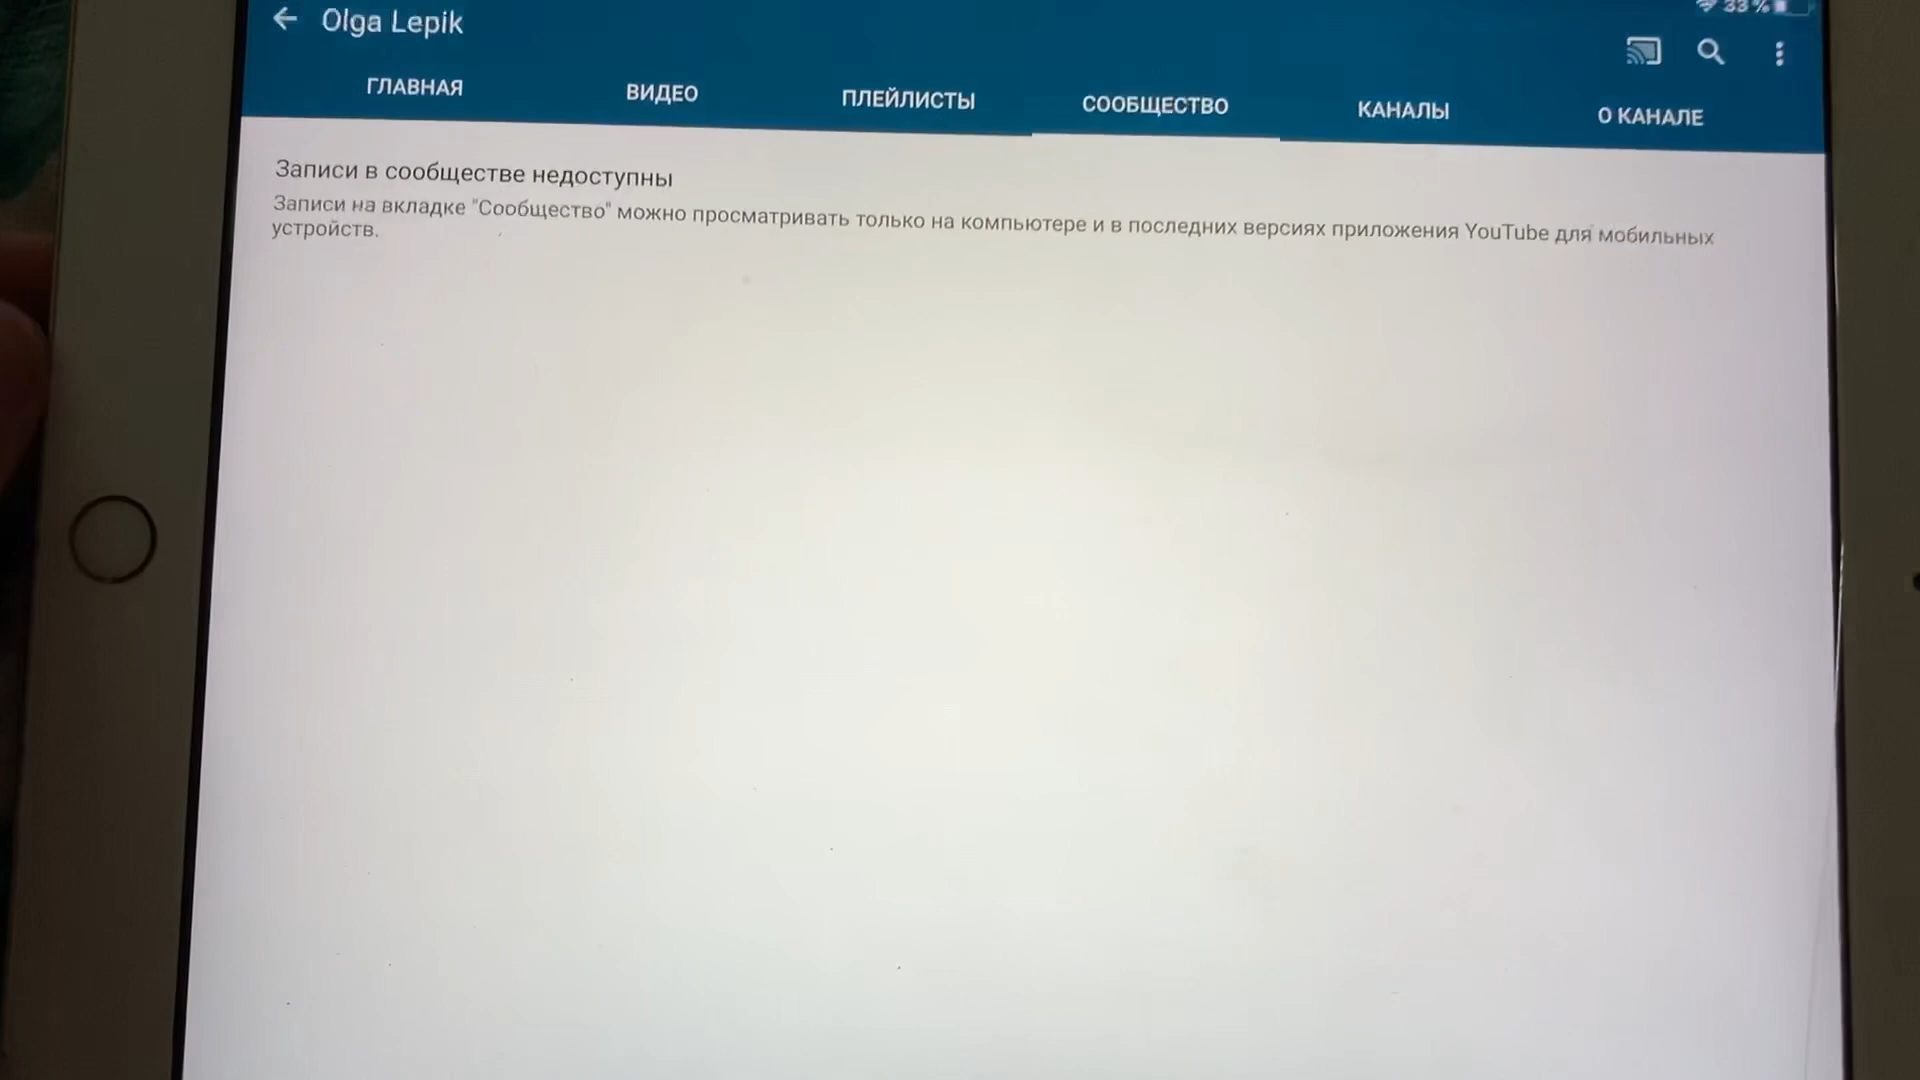 33 %
Olga Lepik
ГЛАВНАЯ ВИДЕО ПЛЕЙЛИСТЫ СООБЩЕСТВО КАНАЛЫ О КАНАЛЕ
Записи в сообществе недоступны
Записи на вкладке "Сообщество" можно просматривать только на компьютере и в последних версиях приложения YouTube для мобильных
устройств.